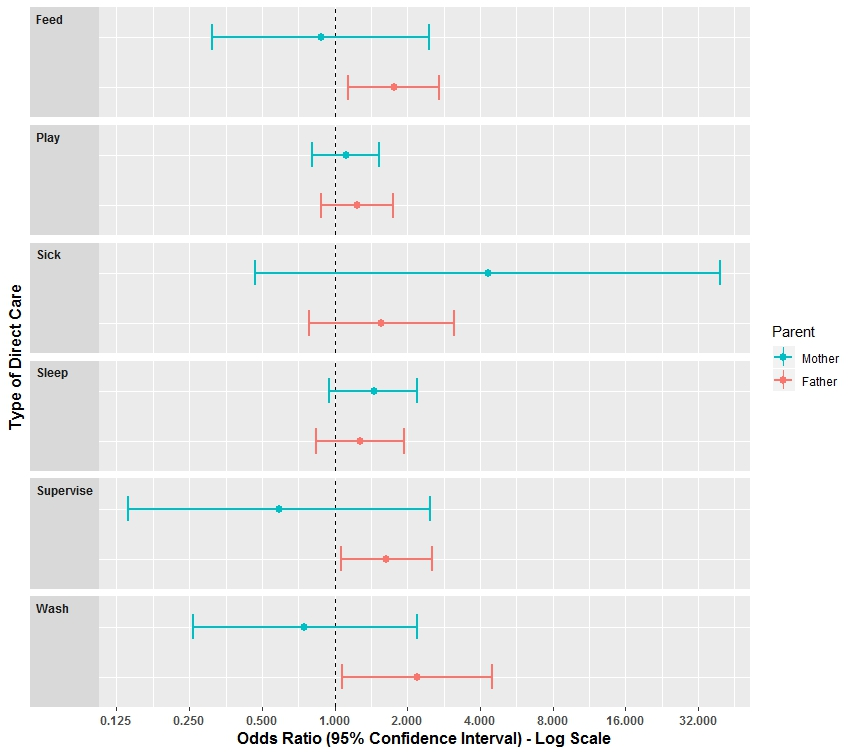 Feed
Play
Sick
Sleep
Supervise
Wash
Type of Direct Care
0.125 0.250 0.500 1.000 2.000 4.000 8.000 16.000 32.000
Odds Ratio (95% Confidence Interval) - Log Scale
Parent
Mother
Father